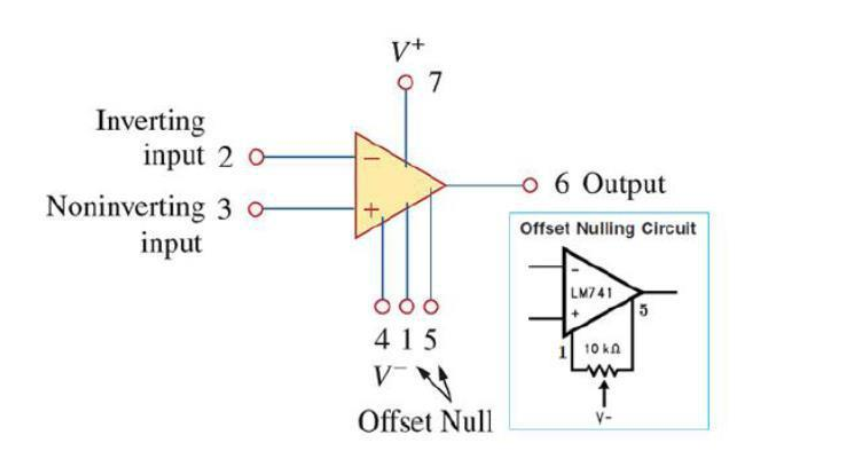 V+
7
Inverting
input 2
−
6 Output
Noninverting 3
+
input
4 1 5
V−
Offset Null
Offset Nulling Circuit
-
LM741
+
5
1
10 kΩ
V-